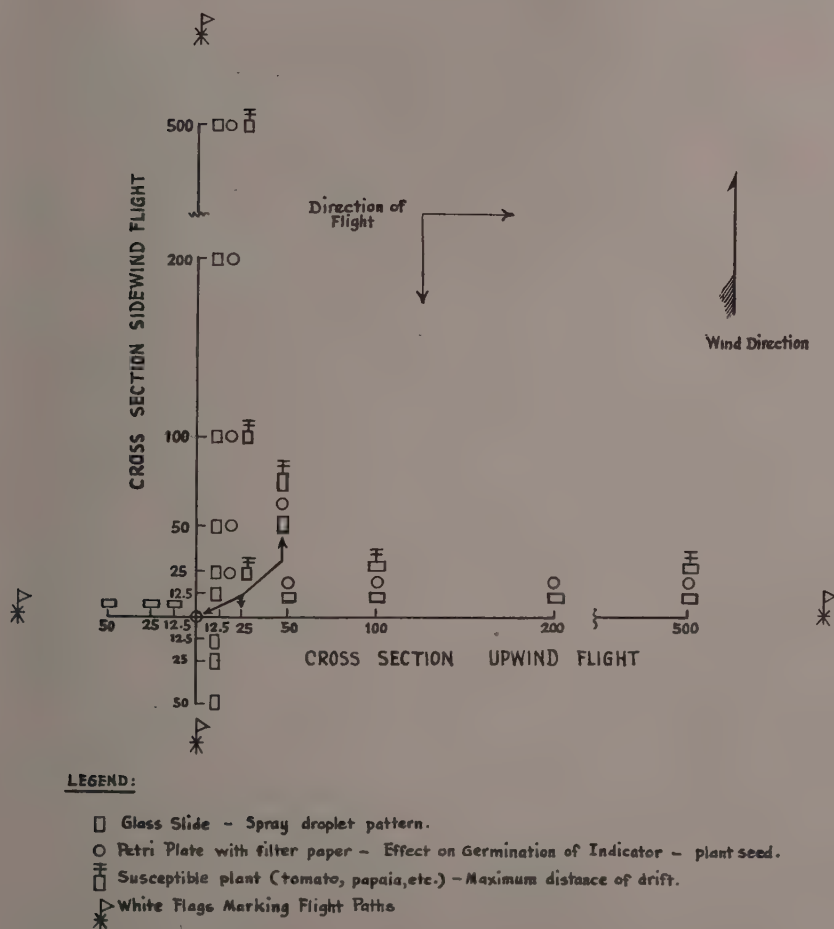 500
CROSS SECTION SIDEWIND FLIGHT
Direction of
Flight
200
Wind Direction
100
50
25
12.5
50 25 12.5 12.5 25 50 100 200 500
12.5
25
50
CROSS SECTION UPWIND FLIGHT
LEGEND:
Glass Slide - Spray droplet pattern.
Petri Plate with filter paper - Effect on Germination of Indicator - plant seed.
Susceptible plant (tomato, papaia, etc.) - Maximum distance of drift.
White Flags Marking Flight Paths